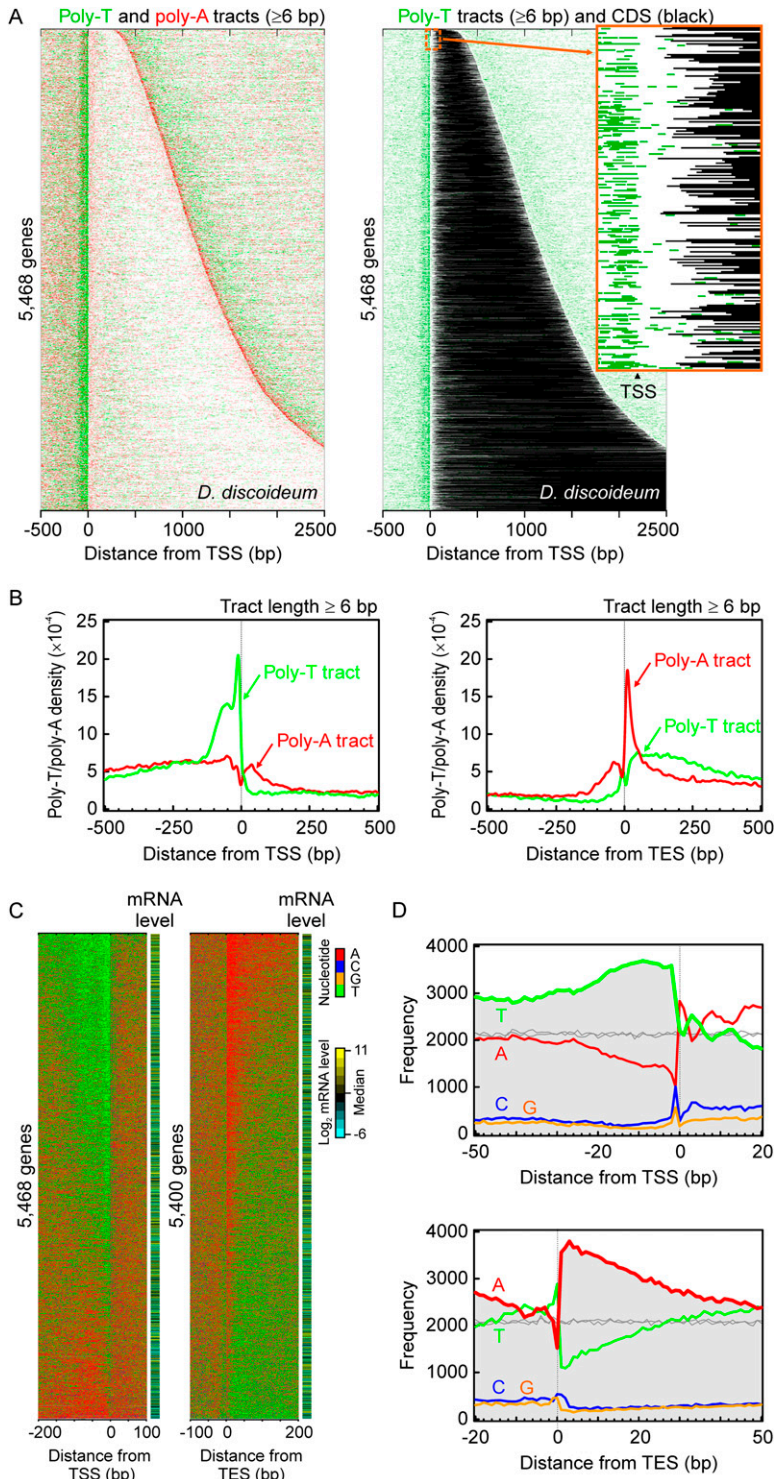 A
Poly-T and poly-A tracts (≥6 bp)
5,468 genes
D. discoideum
-500 0 1000 2500
Distance from TSS (bp)
Poly-T tracts (≥6 bp) and CDS (black)
5,468 genes
TSS
D. discoideum
-500 0 1000 2500
Distance from TSS (bp)
B
Tract length ≥ 6 bp
Poly-T/poly-A density (×10⁻⁴)
25
20
15
10
5
0
Poly-T tract
Poly-A tract
-500 -250 0 250 500
Distance from TSS (bp)
Tract length ≥ 6 bp
Poly-T/poly-A density (×10⁻⁴)
25
20
15
10
5
0
Poly-A tract
Poly-T tract
-500 -250 0 250 500
Distance from TES (bp)
C
mRNA
level
mRNA
level
5,468 genes
5,400 genes
Nucleotide
A
C
G
T
Log₂ mRNA level
Median
11
-6
-200 0 100
Distance from
TSS (bp)
-200 0 200
Distance from
TES (bp)
D
Frequency
4000
3000
2000
1000
0
T
A
C G
-50 -40 -20 0 20
Distance from TSS (bp)
Frequency
4000
3000
2000
1000
0
A
T
C G
-20 0 20 40 50
Distance from TES (bp)